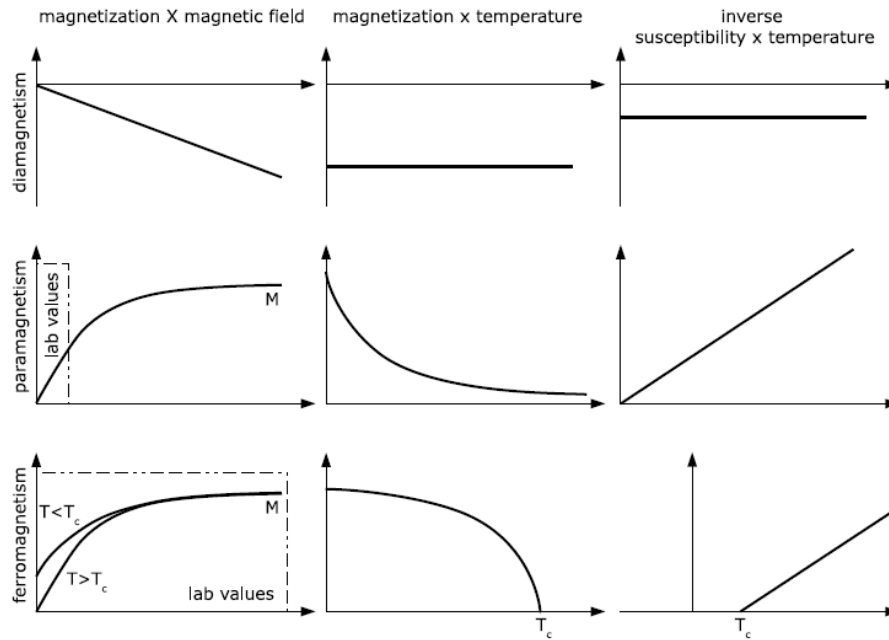 magnetization X magnetic field
magnetization x temperature
inverse
susceptibility x temperature
diamagnetism
paramagnetism
lab values
M
ferromagnetism
T<Tc
T>Tc
M
lab values
Tc
Tc